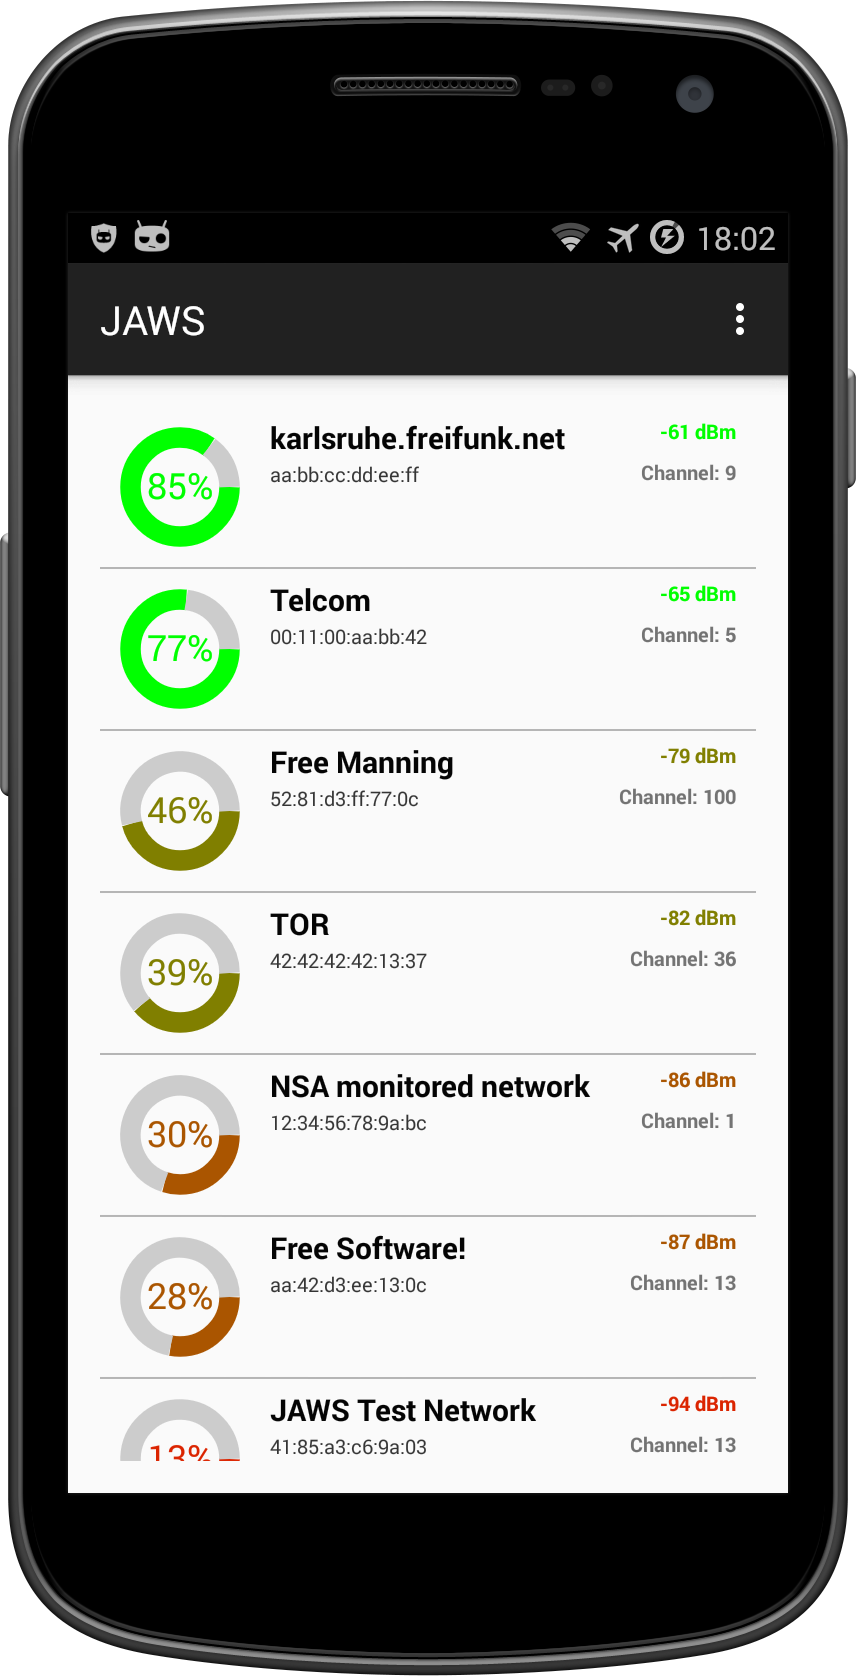 18:02
JAWS
karlsruhe.freifunk.net
-61 dBm
85%
aa:bb:cc:dd:ee:ff
Channel: 9
Telcom
-65 dBm
77%
00:11:00:aa:bb:42
Channel: 5
Free Manning
-79 dBm
46%
52:81:d3:ff:77:0c
Channel: 100
TOR
-82 dBm
39%
42:42:42:42:13:37
Channel: 36
NSA monitored network
-86 dBm
30%
12:34:56:78:9a:bc
Channel: 1
Free Software!
-87 dBm
28%
aa:42:d3:ee:13:0c
Channel: 13
JAWS Test Network
-94 dBm
13%
41:85:a3:c6:9a:03
Channel: 13